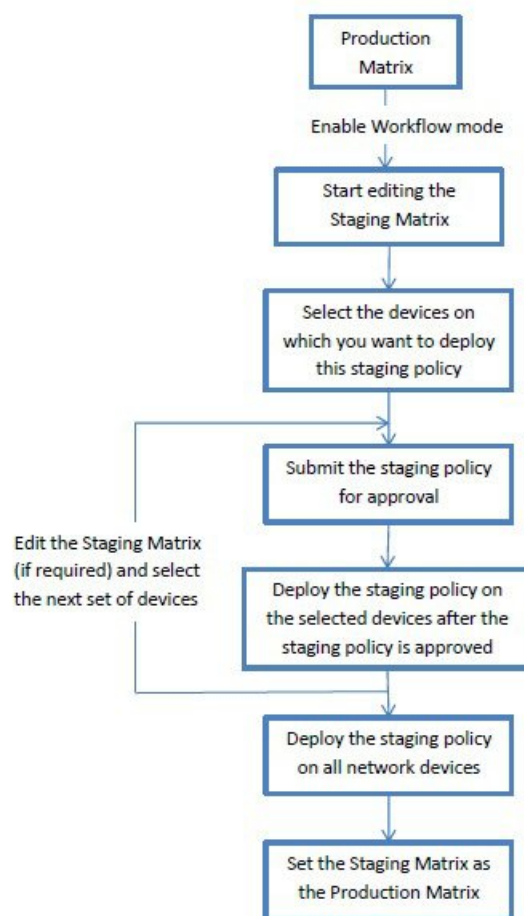 Production
Matrix
Enable Workflow mode
Start editing the
Staging Matrix
Select the devices on
which you want to deploy
this staging policy
Submit the staging policy
for approval
Edit the Staging Matrix
(if required) and select
the next set of devices
Deploy the staging policy on
the selected devices after the
staging policy is approved
Deploy the staging policy
on all network devices
Set the Staging Matrix as
the Production Matrix